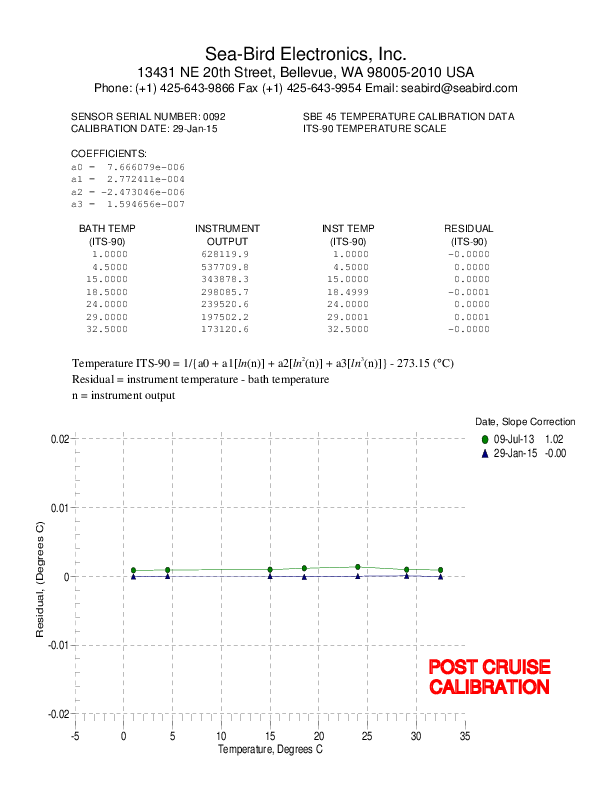 Sea-Bird Electronics, Inc.
13431 NE 20th Street, Bellevue, WA 98005-2010 USA
Phone: (+1) 425-643-9866 Fax (+1) 425-643-9954 Email: seabird@seabird.com
SENSOR SERIAL NUMBER: 0092
CALIBRATION DATE: 29-Jan-15
SBE 45 TEMPERATURE CALIBRATION DATA
ITS-90 TEMPERATURE SCALE
COEFFICIENTS:
a0 = 7.666079e-006
a1 = 2.772411e-004
a2 = -2.473046e-006
a3 = 1.594656e-007
BATH TEMP INSTRUMENT INST TEMP RESIDUAL
(ITS-90) OUTPUT (ITS-90) (ITS-90)
1.0000 628119.9 1.0000 -0.0000
4.5000 537709.8 4.5000 0.0000
15.0000 343878.3 15.0000 0.0000
18.5000 298085.7 18.4999 -0.0001
24.0000 239520.6 24.0000 0.0000
29.0000 197502.2 29.0001 0.0001
32.5000 173120.6 32.5000 -0.0000
Temperature ITS-90 = 1/{a0 + a1[ln(n)] + a2[ln²(n)] + a3[ln³(n)]} - 273.15 (°C)
Residual = instrument temperature - bath temperature
n = instrument output
Date, Slope Correction
09-Jul-13 1.02
29-Jan-15 -0.00
0.02
0.01
0
-0.01
-0.02
Residual, (Degrees C)
-5 0 5 10 15 20 25 30 35
Temperature, Degrees C
POST CRUISE
CALIBRATION